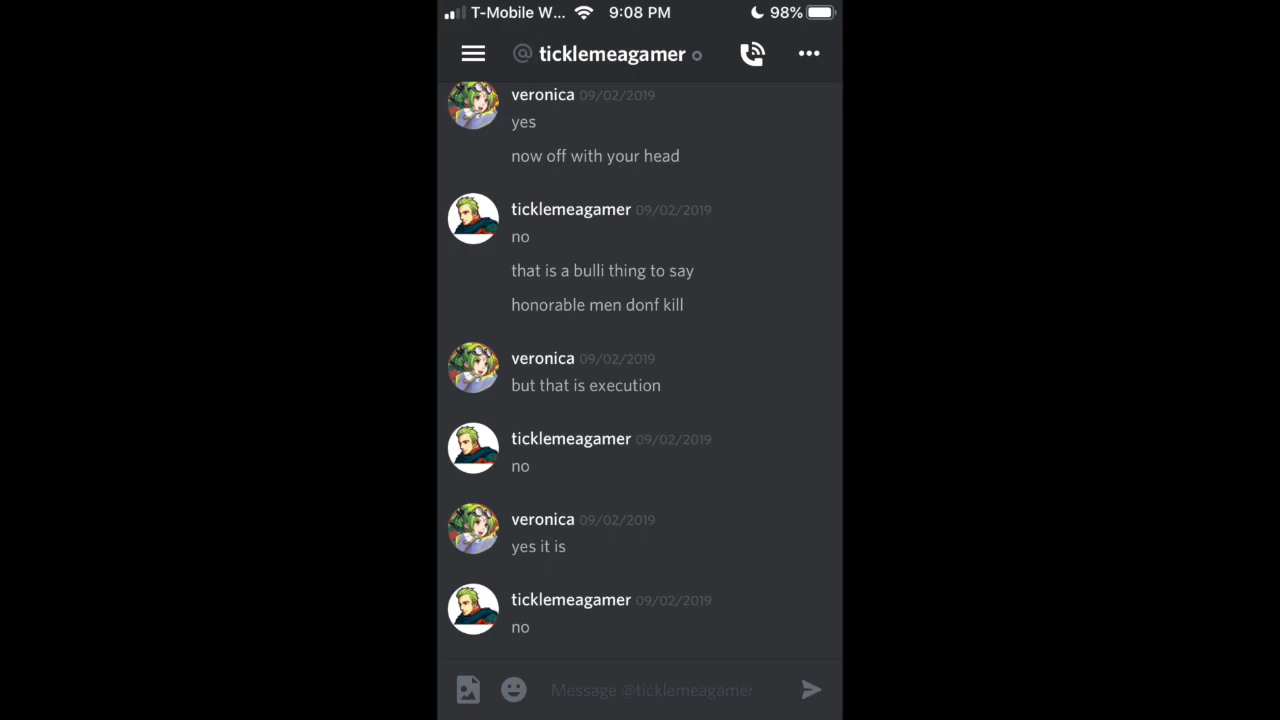 T-Mobile W... 9:08 PM 98%
@ ticklemeagamer
veronica 09/02/2019
yes
now off with your head
ticklemeagamer 09/02/2019
no
that is a bulli thing to say
honorable men donf kill
veronica 09/02/2019
but that is execution
ticklemeagamer 09/02/2019
no
veronica 09/02/2019
yes it is
ticklemeagamer 09/02/2019
no
Message @ticklemeagamer